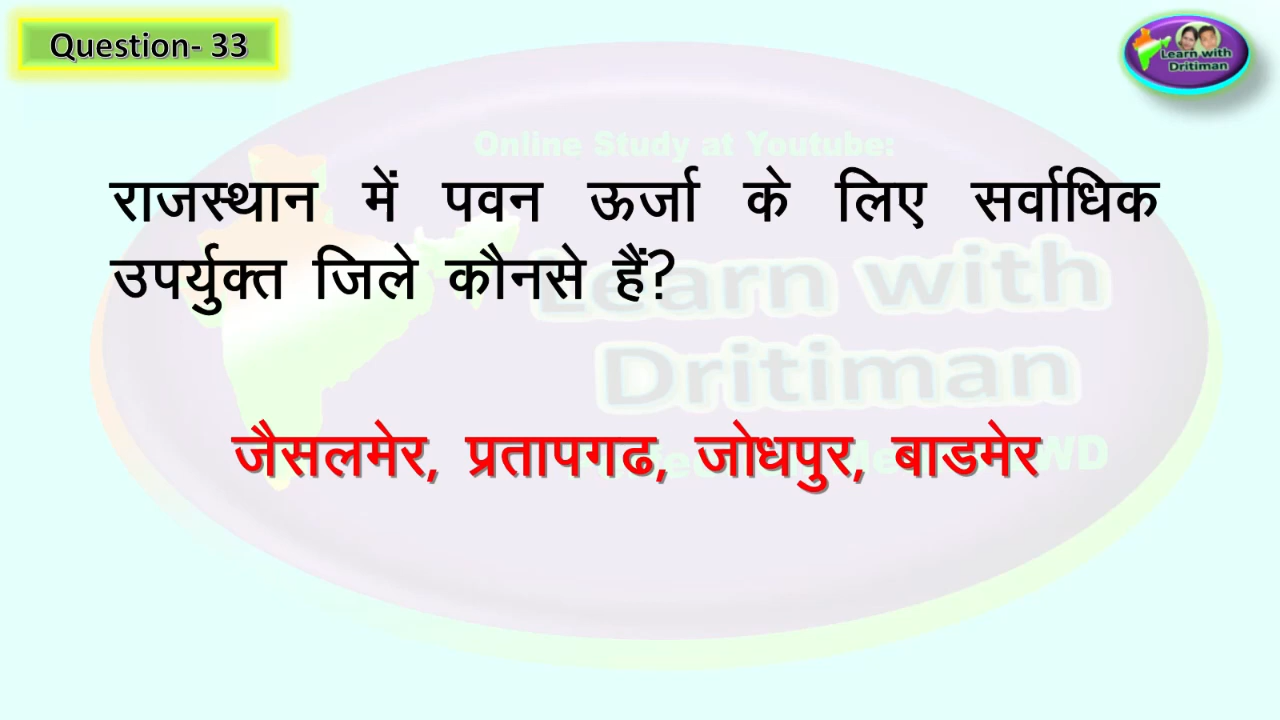 Question- 33
Learn with
Dritiman
Online Study at Youtube:
राजस्थान में पवन ऊर्जा के लिए सर्वाधिक
उपर्युक्त जिले कौनसे हैं?
Learn with
Dritiman
जैसलमेर, प्रतापगढ, जोधपुर, बाडमेर
WD